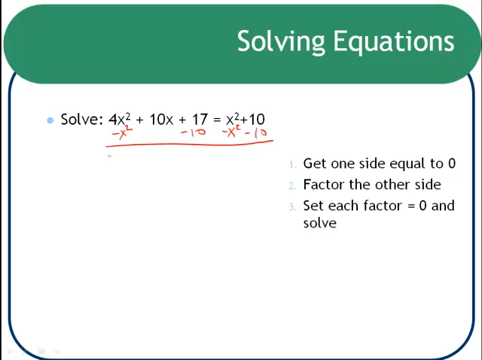 Solving Equations
Solve: 4x² + 10x + 17 = x²+10
-x² -10 -x² -10
1. Get one side equal to 0
2. Factor the other side
3. Set each factor = 0 and
solve